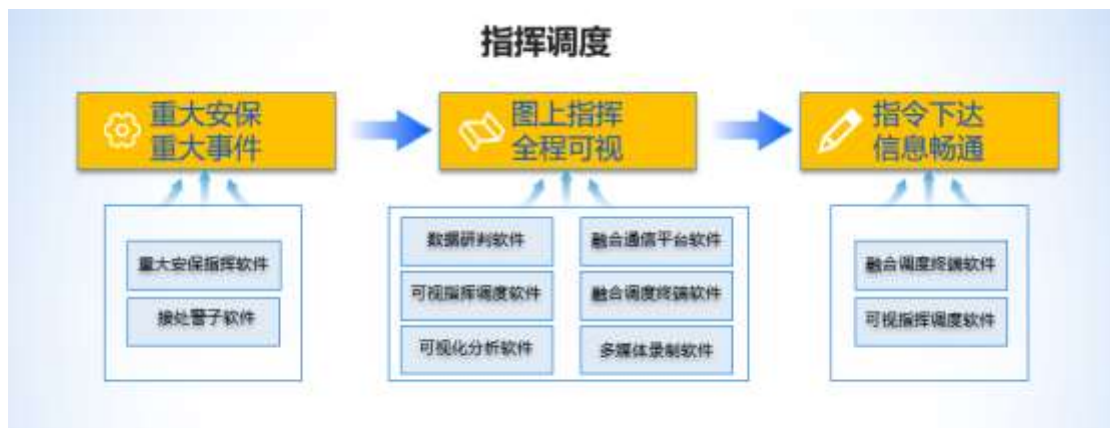 指挥调度
重大安保
重大事件
图上指挥
全程可视
指令下达
信息畅通
重大安保指挥软件
接处警子软件
数据研判软件
融合通信平台软件
可视指挥调度软件
融合调度终端软件
可视化分析软件
多媒体录制软件
融合调度终端软件
可视指挥调度软件